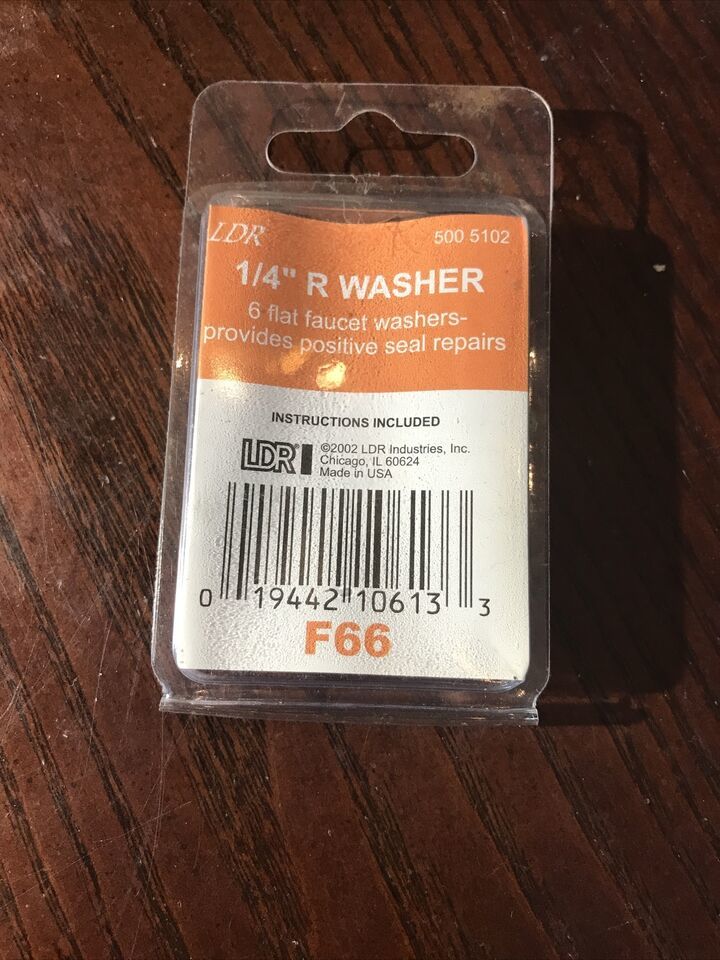 LDR
500 5102
1/4" R WASHER
6 flat faucet washers-
provides positive seal repairs
INSTRUCTIONS INCLUDED
LDR®
©2002 LDR Industries, Inc.
Chicago, IL 60624
Made in USA
0 19442 10613 3
F66